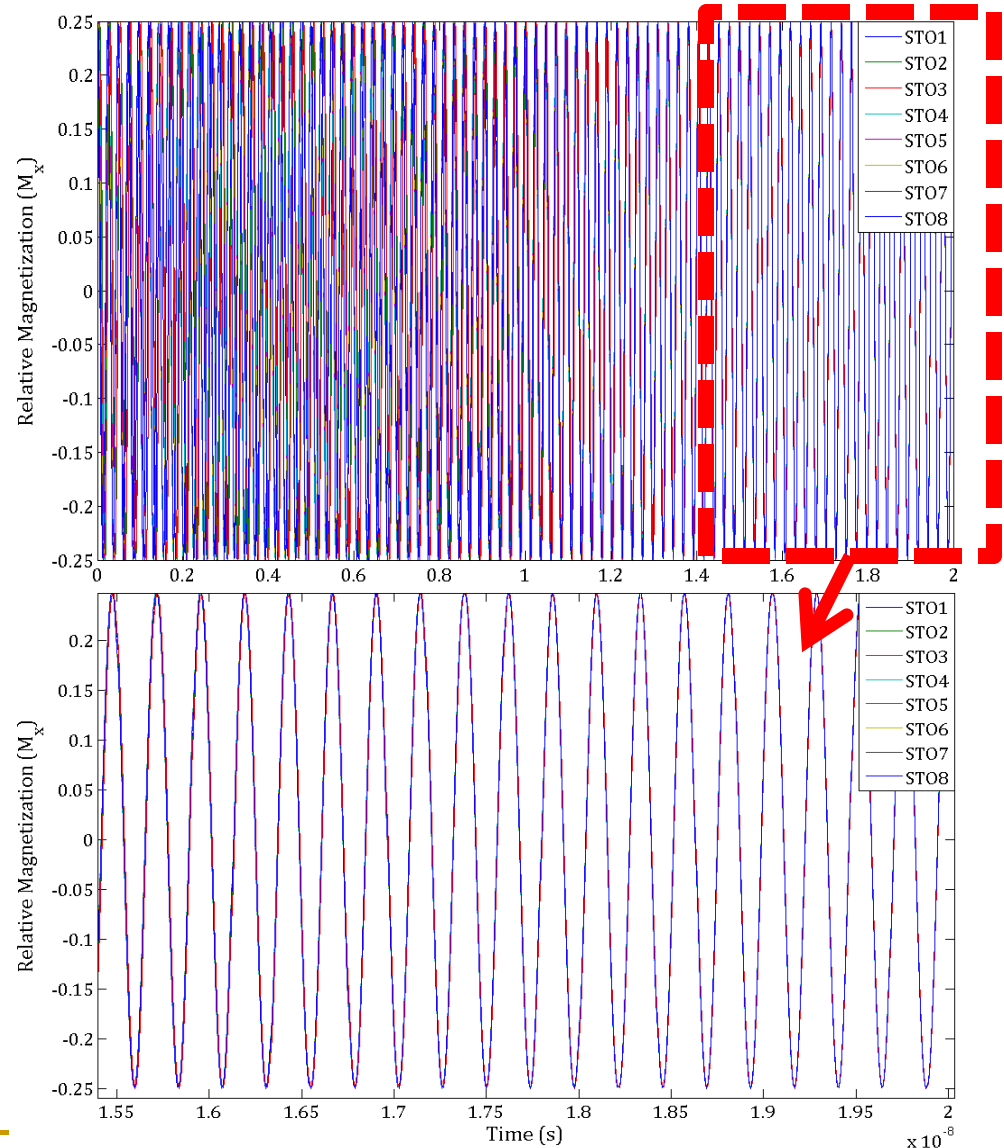 0.25
0.2
0.15
0.1
0.05
0
-0.05
-0.1
-0.15
-0.2
-0.25
Relative Magnetization (Mx)
STO1
STO2
STO3
STO4
STO5
STO6
STO7
STO8
0 0.2 0.4 0.6 0.8 1 1.2 1.4 1.6 1.8 2
0.2
0.15
0.1
0.05
0
-0.05
-0.1
-0.15
-0.2
-0.25
Relative Magnetization (Mx)
STO1
STO2
STO3
STO4
STO5
STO6
STO7
STO8
1.55 1.6 1.65 1.7 1.75 1.8 1.85 1.9 1.95 2
Time (s)
x 10-8